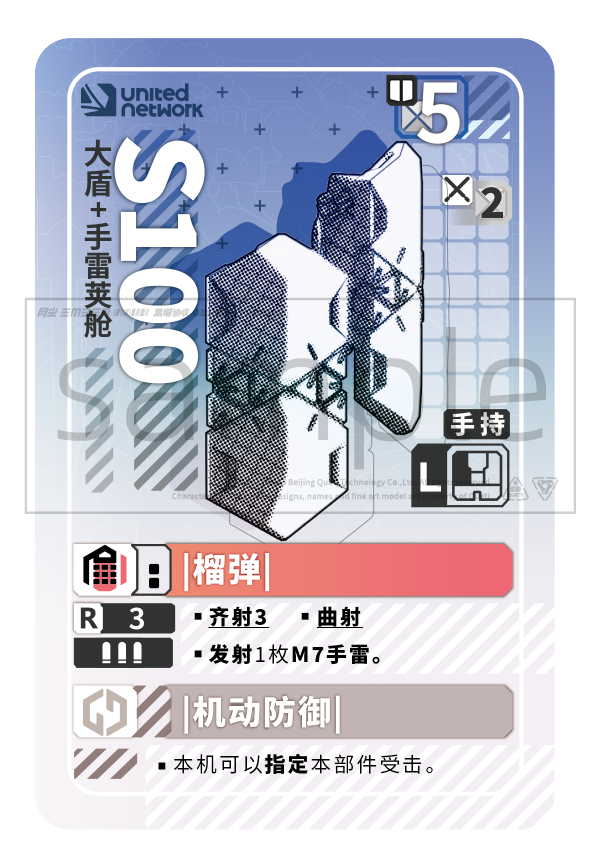 UNITED
NETWORK
5
2
大盾+手雷荚舱
S100
sample
手持
L
|榴弹|
R 3
▪ 齐射3 ▪ 曲射
▪ 发射1枚M7手雷。
|机动防御|
▪ 本机可以指定本部件受击。